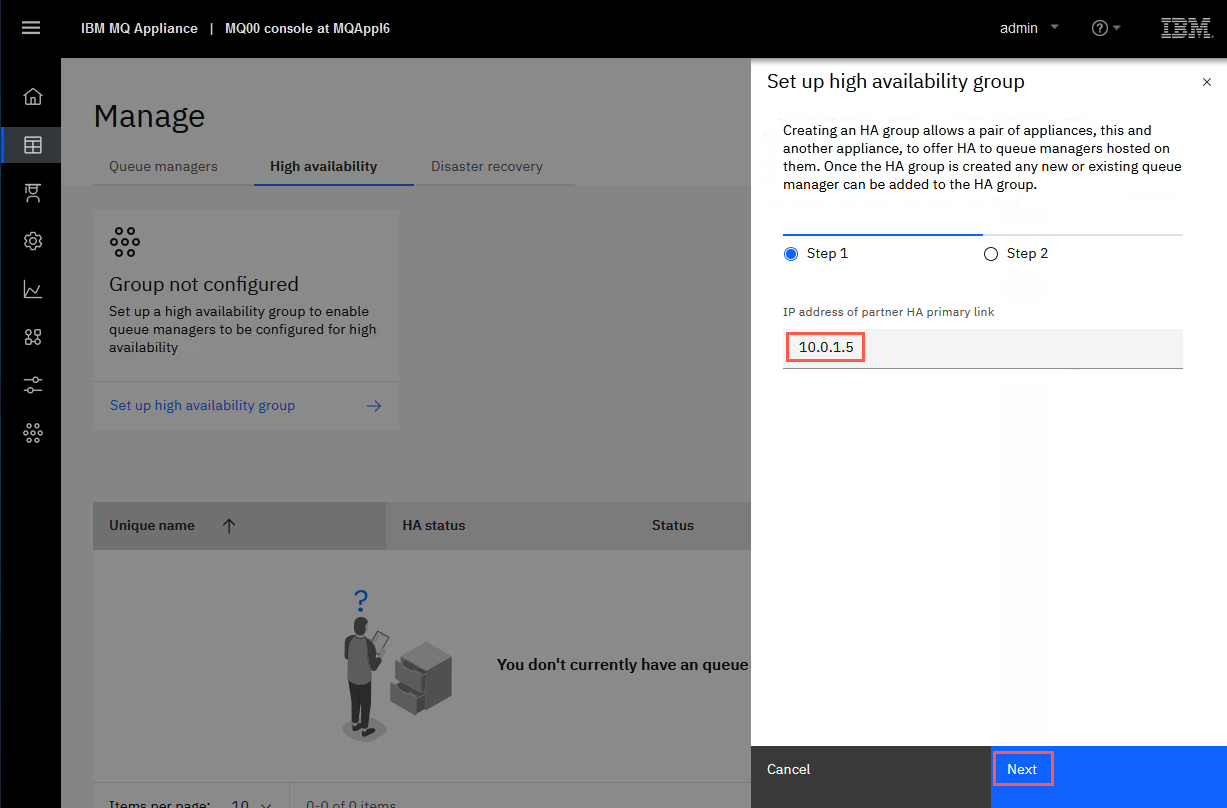 IBM MQ Appliance | MQ00 console at MQAppl6
admin
IBM
Manage
Queue managers
High availability
Disaster recovery
Group not configured
Set up a high availability group to enable
queue managers to be configured for high
availability
Set up high availability group
Unique name
HA status
Status
?
You don't currently have an queue
Items per page:
10
0-0 of 0 items
Set up high availability group
Creating an HA group allows a pair of appliances, this and
another appliance, to offer HA to queue managers hosted on
them. Once the HA group is created any new or existing queue
manager can be added to the HA group.
Step 1
Step 2
IP address of partner HA primary link
10.0.1.5
Cancel
Next